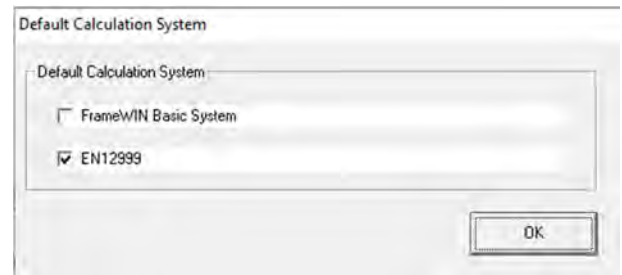 Default Calculation System
Default Calculation System
FrameWIN Basic System
EN12999
OK